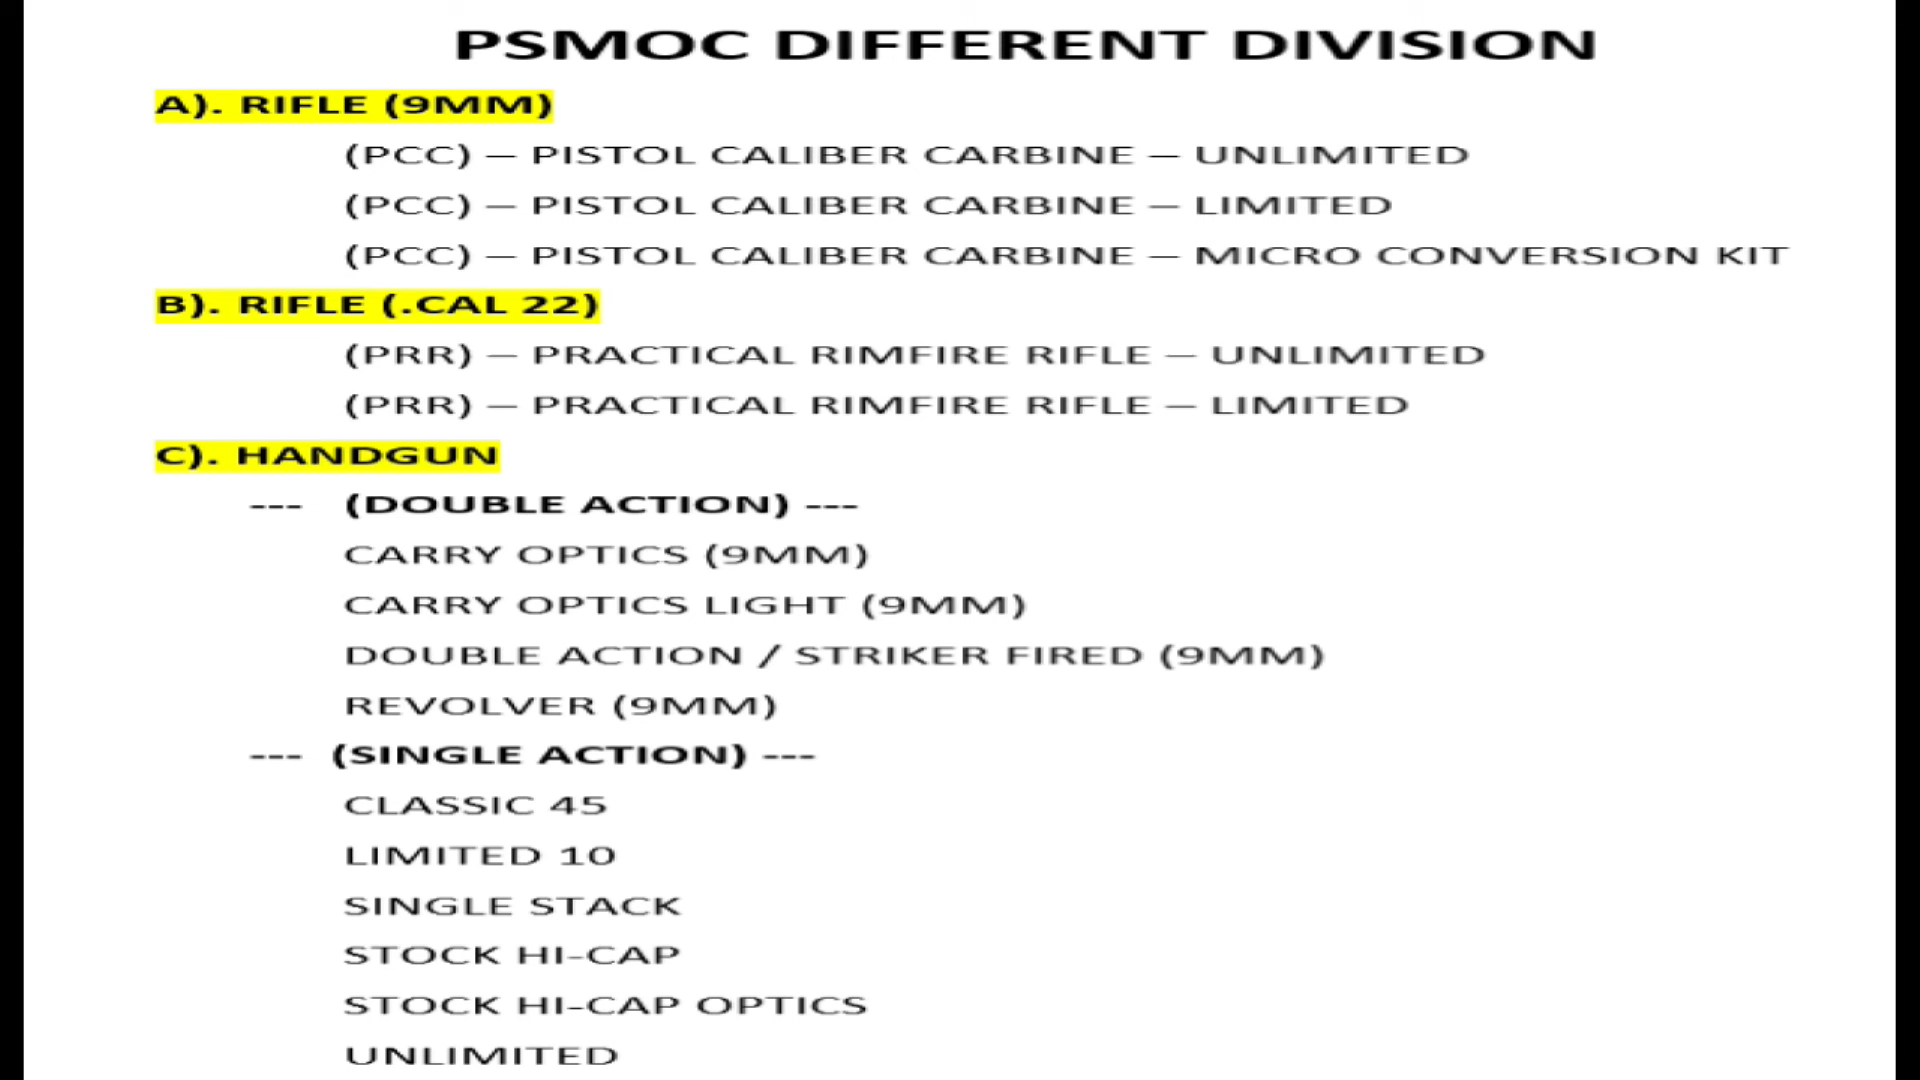 PSMOC DIFFERENT DIVISION
A). RIFLE (9MM)
(PCC) – PISTOL CALIBER CARBINE – UNLIMITED
(PCC) – PISTOL CALIBER CARBINE – LIMITED
(PCC) – PISTOL CALIBER CARBINE – MICRO CONVERSION KIT
B). RIFLE (.CAL 22)
(PRR) – PRACTICAL RIMFIRE RIFLE – UNLIMITED
(PRR) – PRACTICAL RIMFIRE RIFLE – LIMITED
C). HANDGUN
--- (DOUBLE ACTION) ---
CARRY OPTICS (9MM)
CARRY OPTICS LIGHT (9MM)
DOUBLE ACTION / STRIKER FIRED (9MM)
REVOLVER (9MM)
--- (SINGLE ACTION) ---
CLASSIC 45
LIMITED 10
SINGLE STACK
STOCK HI-CAP
STOCK HI-CAP OPTICS
UNLIMITED